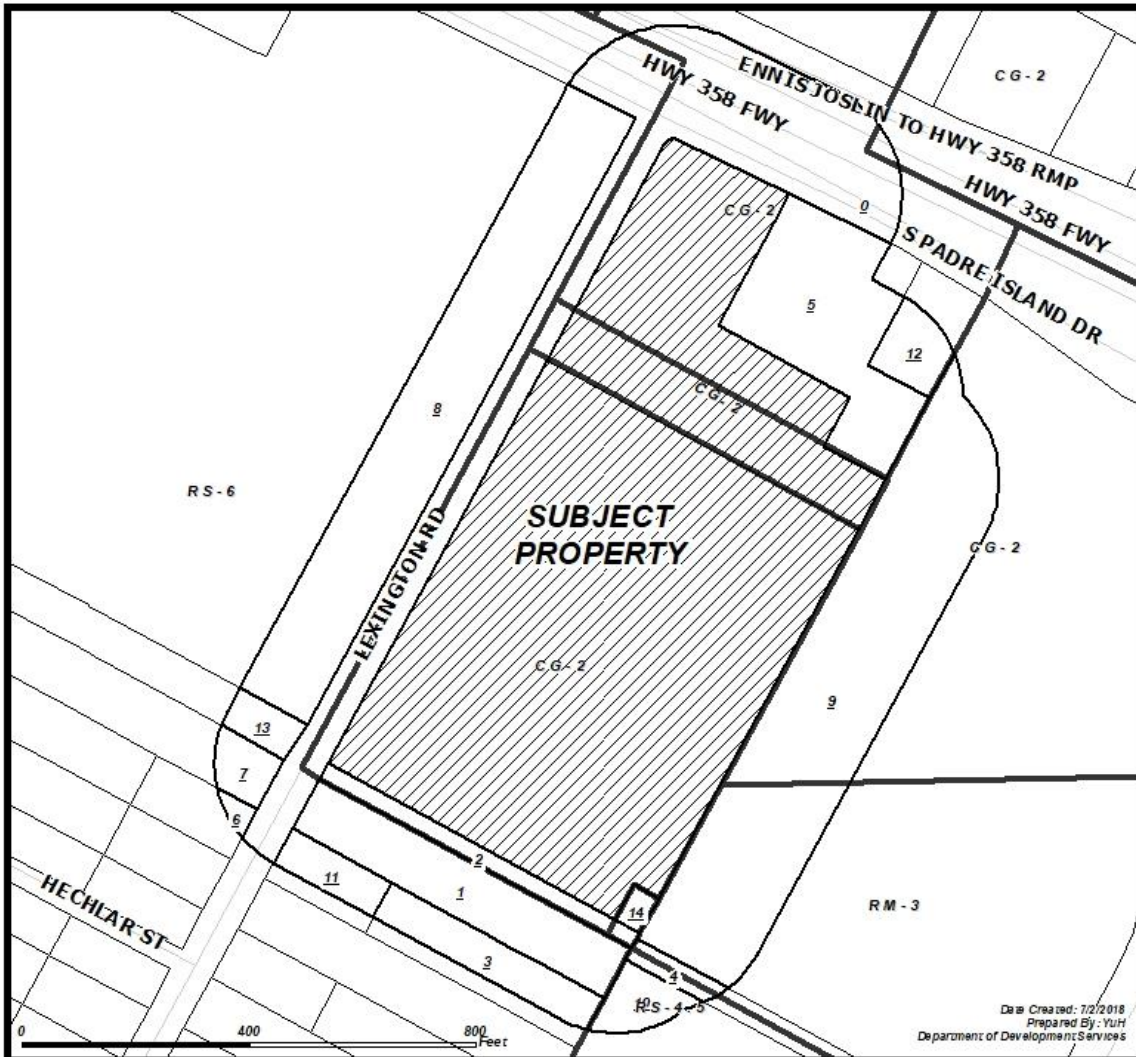 CG-2
ENNIS JOSLIN TO HWY 358 RMP
HWY 358 FWY
HWY 358 FWY
0
CG-2
S PADRE ISLAND DR
5
12
CG-2
8
RS-6
SUBJECT
PROPERTY
CG-2
LEXINGTON RD
CG-2
9
13
7
6
2
1
11
14
RM-3
HECHLAR ST
3
4
10
RS-4.5
Date Created: 7/2/2018
Prepared By: YuH
Department of Development Services
0 400 800
Feet